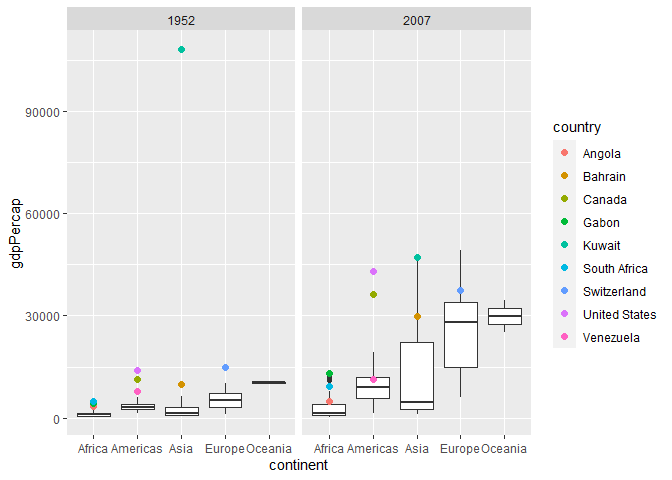 1952 2007
gdpPercap
90000
60000
30000
0
Africa Americas Asia Europe Oceania Africa Americas Asia Europe Oceania
continent
country
Angola
Bahrain
Canada
Gabon
Kuwait
South Africa
Switzerland
United States
Venezuela